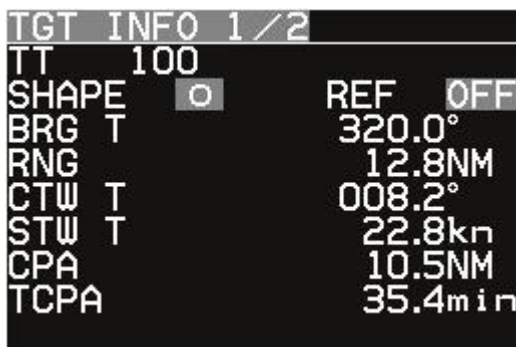 TGT INFO 1/2
TT 100
SHAPE O REF OFF
BRG T 320.0°
RNG 12.8NM
CTW T 008.2°
STW T 22.8kn
CPA 10.5NM
TCPA 35.4min